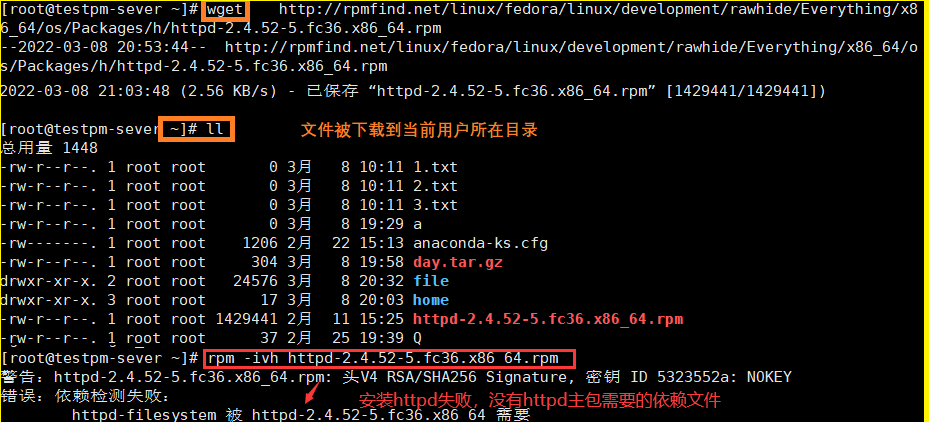 [root@testpm-sever ~]# wget http://rpmfind.net/linux/fedora/linux/development/rawhide/Everything/x8
6_64/os/Packages/h/httpd-2.4.52-5.fc36.x86_64.rpm
--2022-03-08 20:53:44-- http://rpmfind.net/linux/fedora/linux/development/rawhide/Everything/x86_64/o
s/Packages/h/httpd-2.4.52-5.fc36.x86_64.rpm
2022-03-08 21:03:48 (2.56 KB/s) - 已保存 “httpd-2.4.52-5.fc36.x86_64.rpm” [1429441/1429441])
[root@testpm-sever ~]# ll 文件被下载到当前用户所在目录
总用量 1448
-rw-r--r--. 1 root root 0 3月 8 10:11 1.txt
-rw-r--r--. 1 root root 0 3月 8 10:11 2.txt
-rw-r--r--. 1 root root 0 3月 8 10:11 3.txt
-rw-r--r--. 1 root root 0 3月 8 19:29 a
-rw-------. 1 root root 1206 2月 22 15:13 anaconda-ks.cfg
-rw-r--r--. 1 root root 304 3月 8 19:58 day.tar.gz
drwxr-xr-x. 2 root root 24576 3月 8 20:32 file
drwxr-xr-x. 3 root root 17 3月 8 20:03 home
-rw-r--r--. 1 root root 1429441 2月 11 15:25 httpd-2.4.52-5.fc36.x86_64.rpm
-rw-r--r--. 1 root root 37 2月 25 19:39 Q
[root@testpm-sever ~]# rpm -ivh httpd-2.4.52-5.fc36.x86_64.rpm
警告：httpd-2.4.52-5.fc36.x86_64.rpm: 头V4 RSA/SHA256 Signature, 密钥 ID 5323552a: NOKEY
错误：依赖检测失败：
安装httpd失败，没有httpd主包需要的依赖文件
httpd-filesystem 被 httpd-2.4.52-5.fc36.x86_64 需要